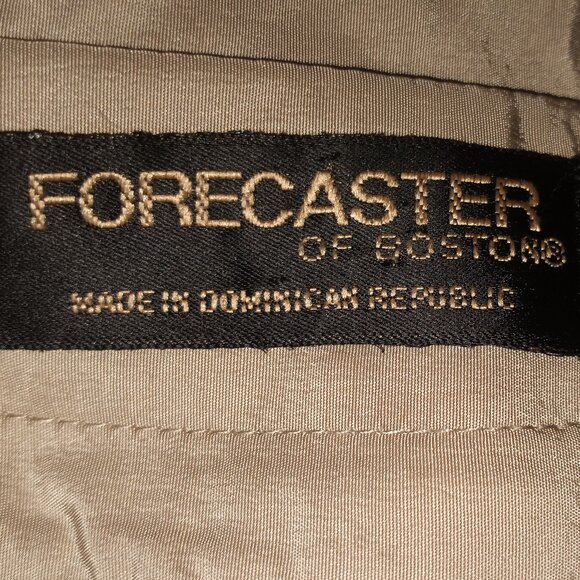 FORECASTER
OF BOSTON®
MADE IN DOMINICAN REPUBLIC